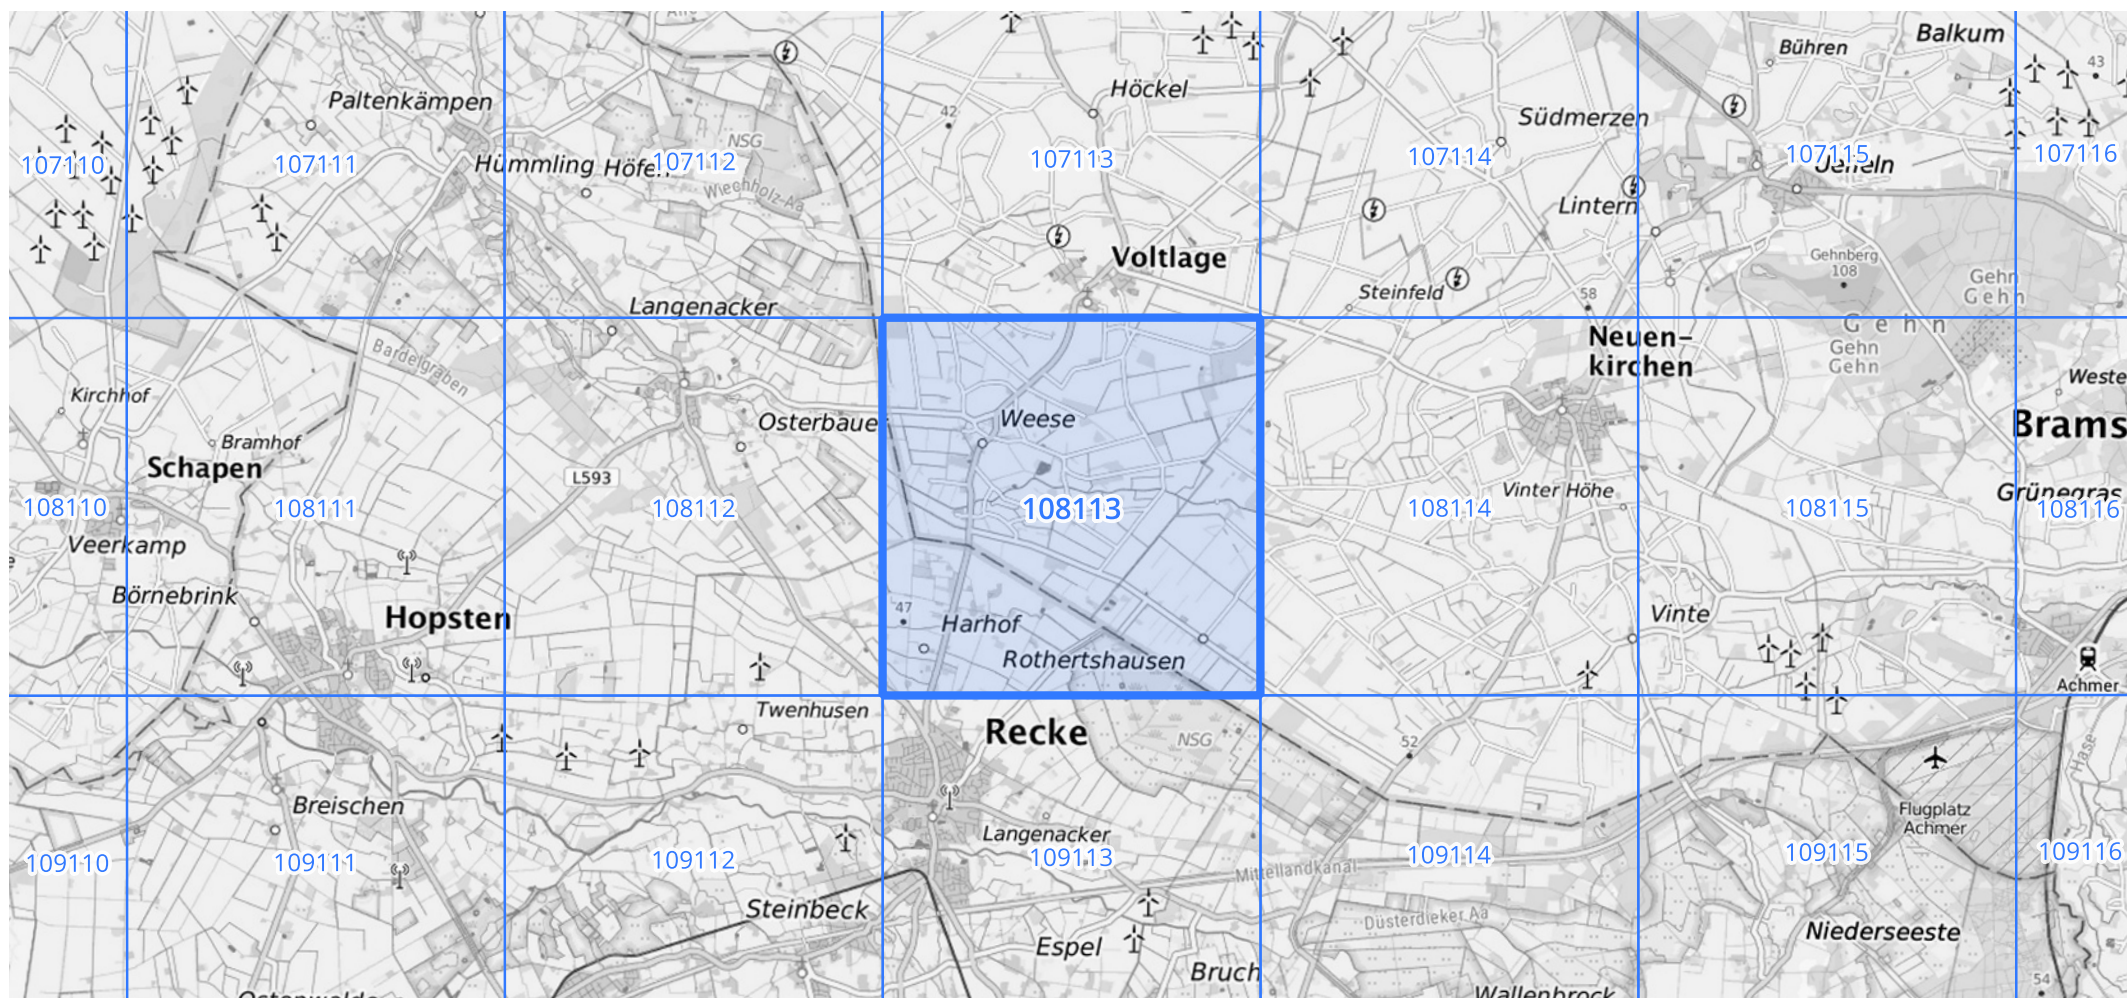 Bühren
Balkum
43
Paltenkämpen
Höckel
42
Südmerzen
NSG
107110
107111
Hümmling
107112
107113
107114
107115
107116
Wiechholz-Aa
Lintern
Voltlage
Gehnberg
108
Gehn
Gehn
Steinfeld
58
Langenacker
Gehn
Neuen-
kirchen
Gehn
Gehn
Bardelgraben
Kirchhof
Weste
Weese
Osterbaue
Brams
Bramhof
Schapen
L593
Vinter Höhe
Grünegras
108110
108111
108112
108113
108114
108115
108116
Veerkamp
Börnebrink
Hopsten
47
Harhof
Vinte
Rothertshausen
Achmer
Twenhusen
Recke
NSG
52
Hase
Breischen
Langenacker
Flugplatz
Achmer
109110
109111
109112
109113
109114
109115
109116
Mittellandkanal
Steinbeck
Düsterdieker Aa
Espel
Niederseeste
Bruch
54